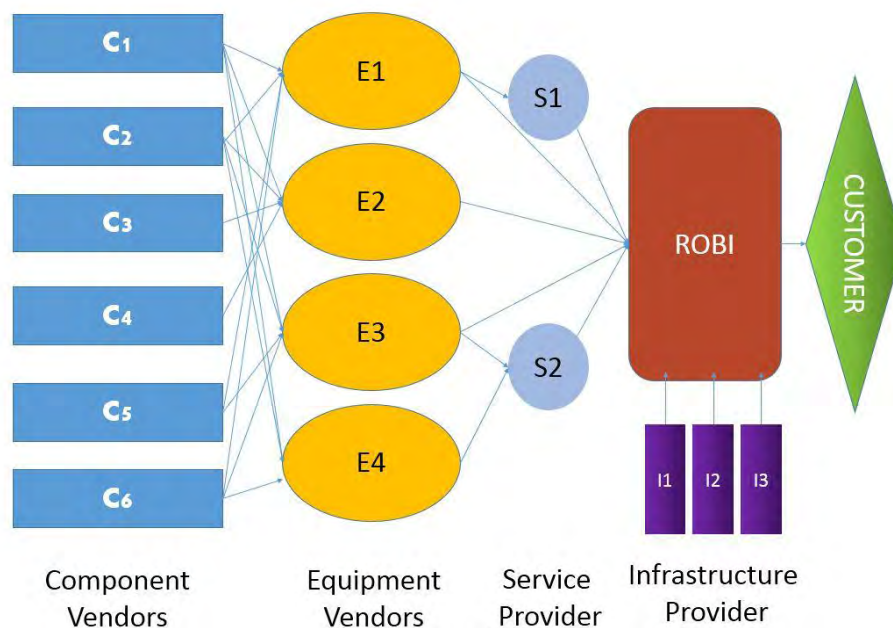 C1
C2
C3
C4
C5
C6
E1
E2
E3
E4
S1
S2
ROBI
CUSTOMER
I1
I2
I3
Component
Vendors
Equipment
Vendors
Service
Provider
Infrastructure
Provider